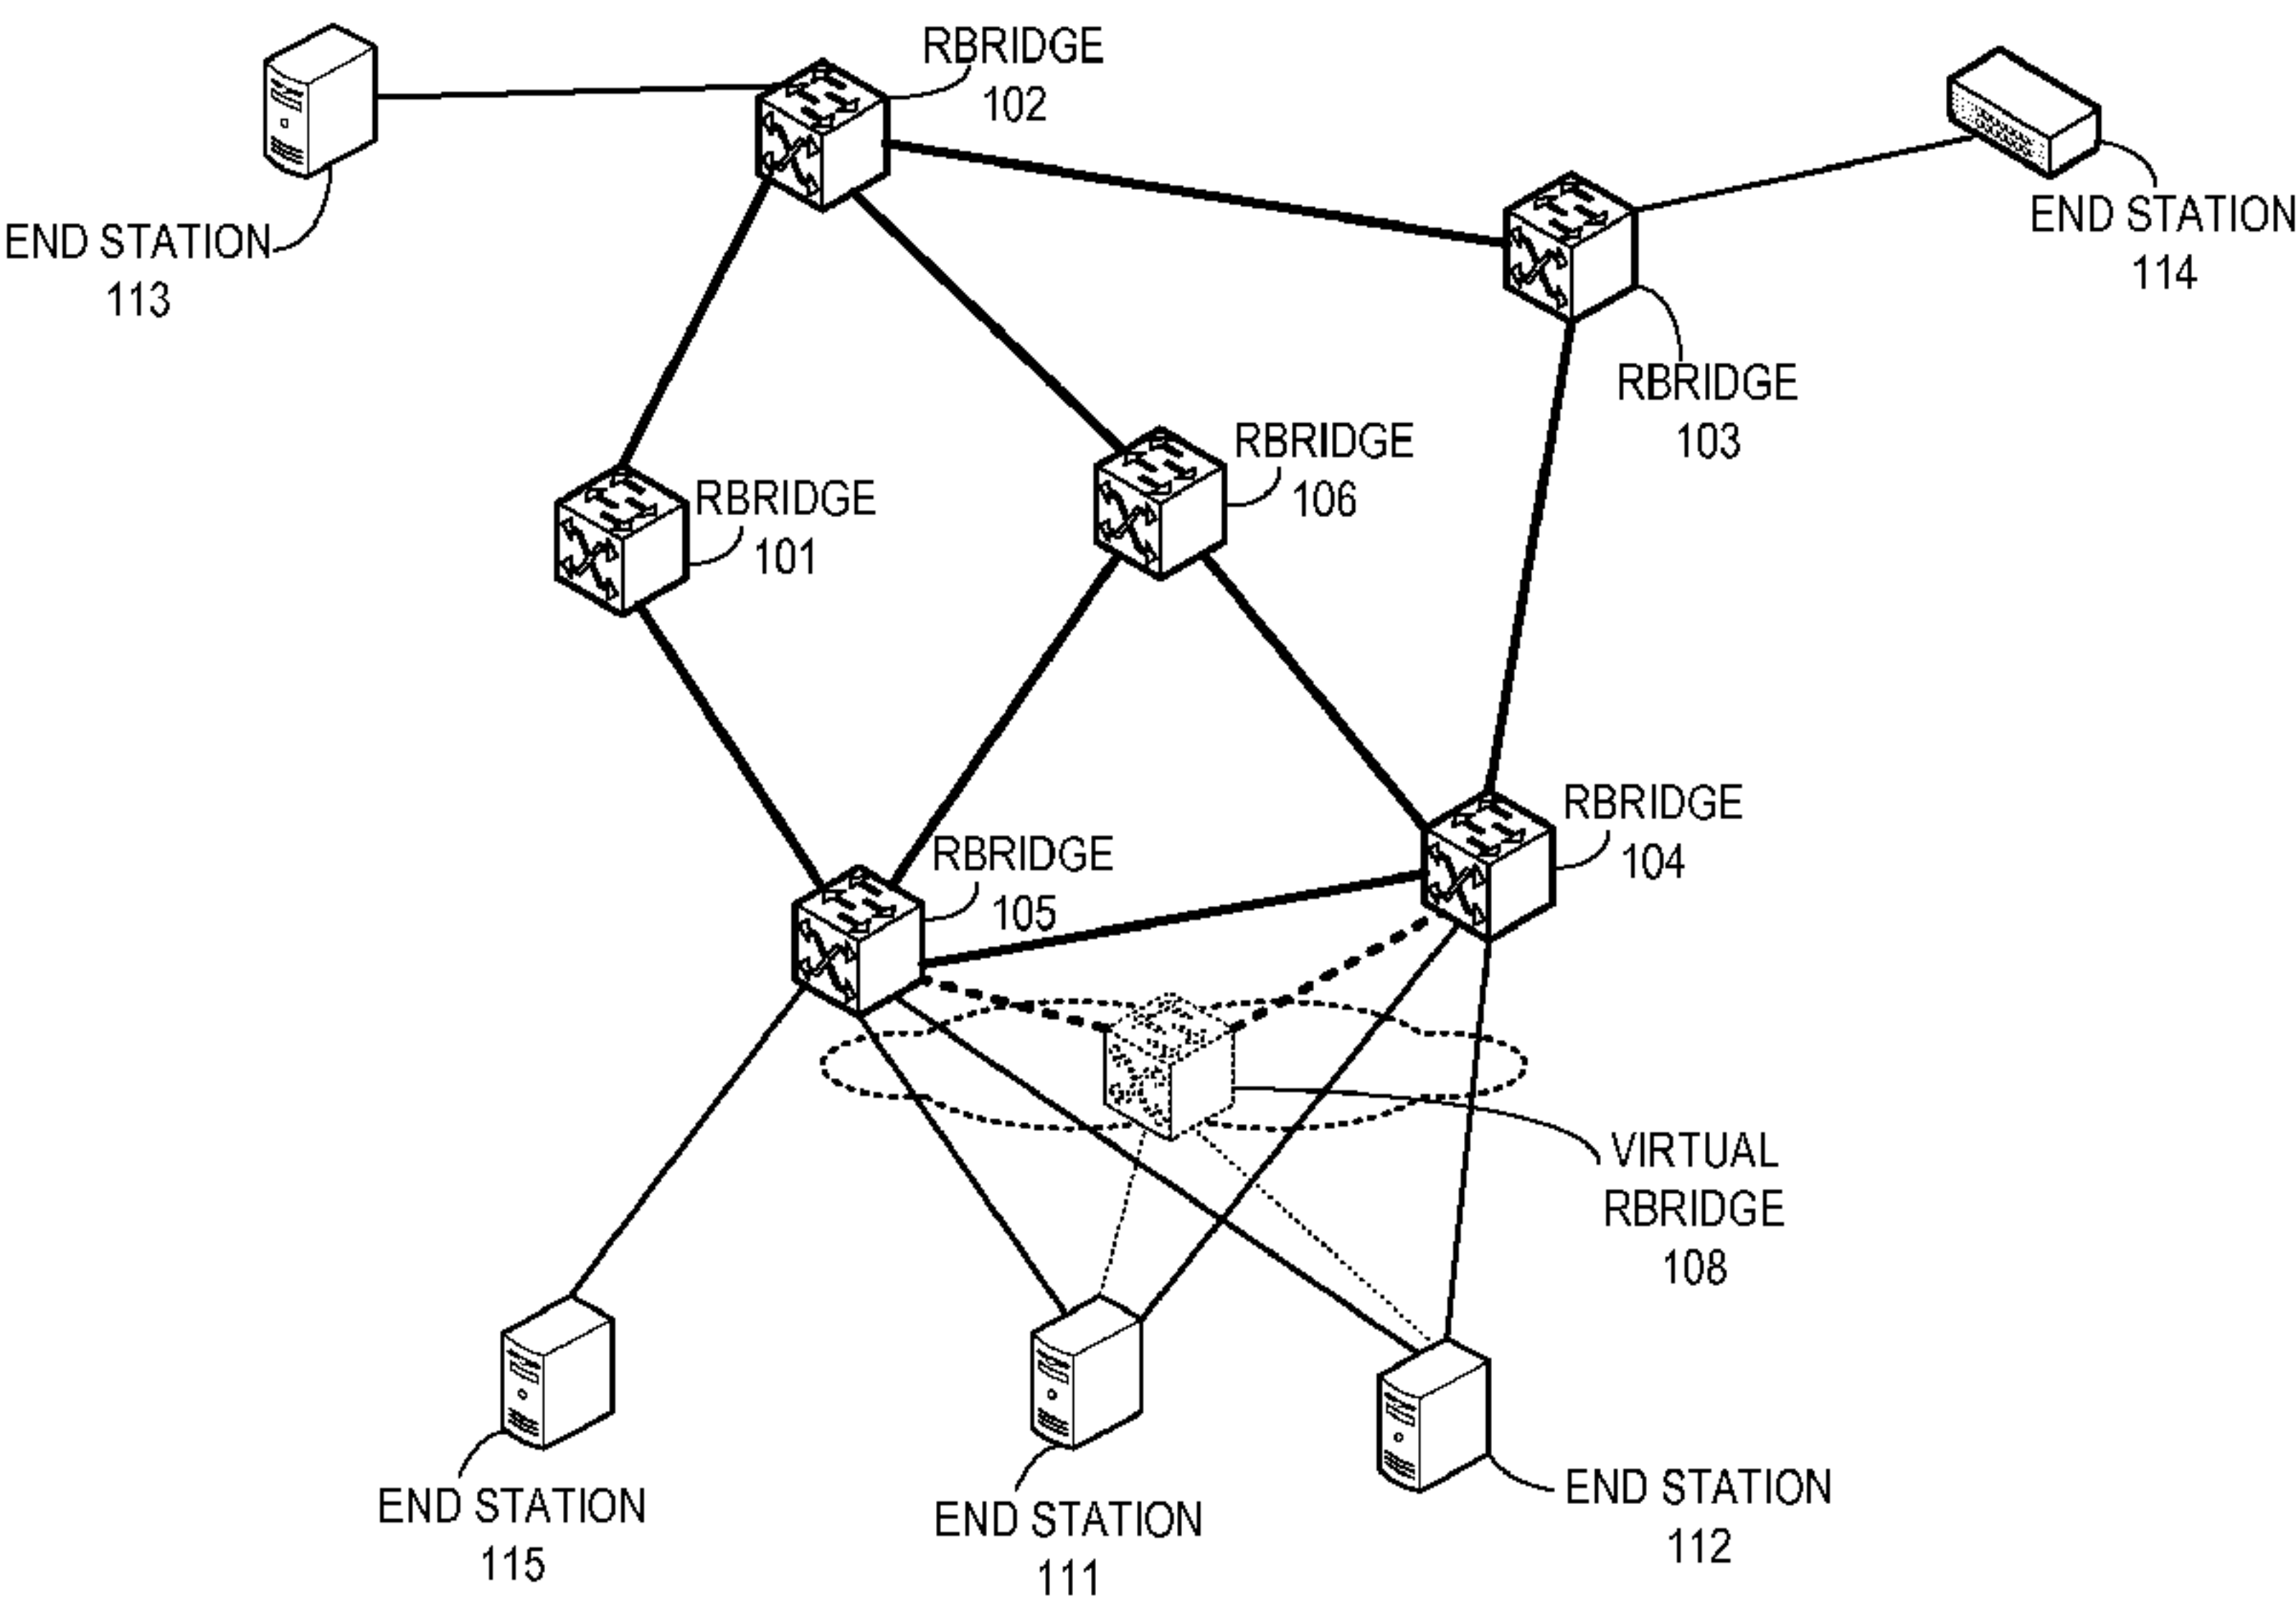 RBRIDGE
102
END STATION
113
END STATION
114
RBRIDGE
103
RBRIDGE
106
RBRIDGE
101
RBRIDGE
104
RBRIDGE
105
VIRTUAL
RBRIDGE
108
END STATION
115
END STATION
111
END STATION
112